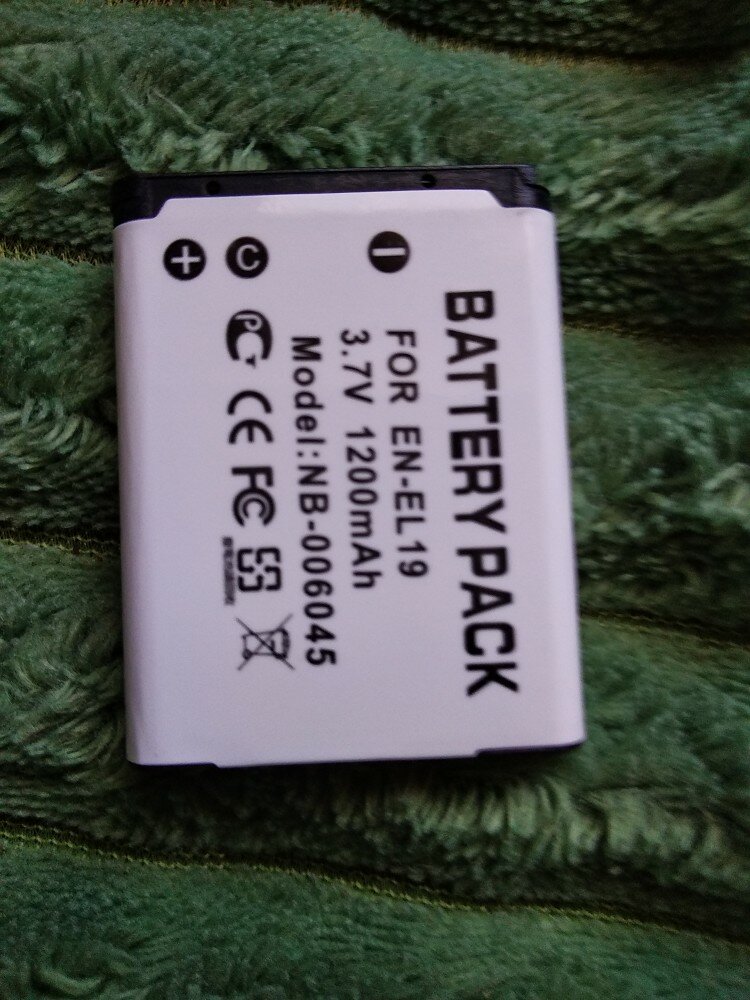 BATTERY PACK
FOR EN-EL19
3.7V 1200mAh
Model:NB-006045
CE FC
− C +